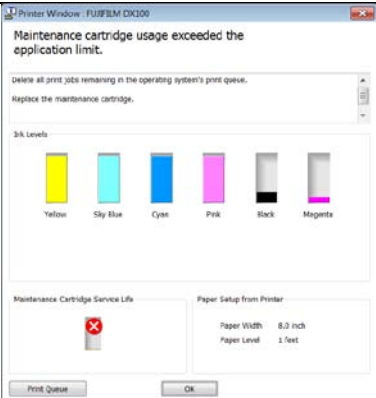 Printer Window : FUJIFILM DX100
Maintenance cartridge usage exceeded the
application limit.
Delete all print jobs remaining in the operating system's print queue.
Replace the maintenance cartridge.
Ink Levels
Yellow
Sky Blue
Cyan
Pink
Black
Magenta
Maintenance Cartridge Service Life
Paper Setup from Printer
Paper Width 8.0 inch
Paper Level 1 feet
Print Queue
OK